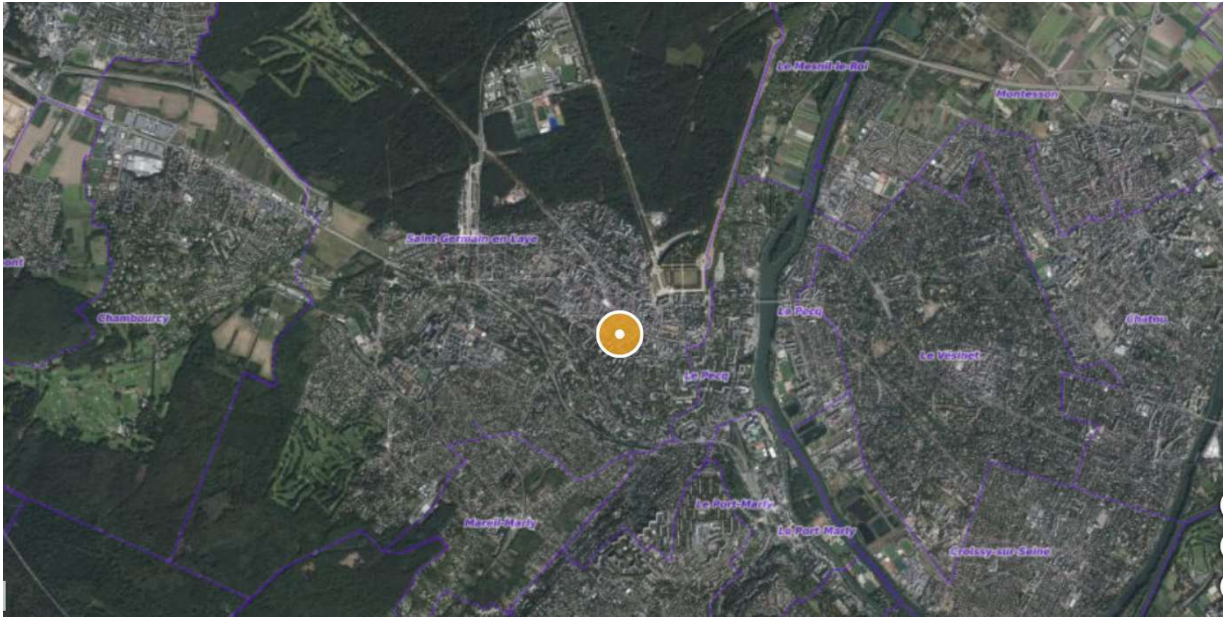 Le Mesnil-le-Roi
Montesson
Saint Germain en Laye
ont
Chambourcy
Le Pecq
Chatou
Le Vésinet
Le Pecq
Le Port-Marly
Mareil-Marly
Le Port-Marly
Croissy-sur-Seine